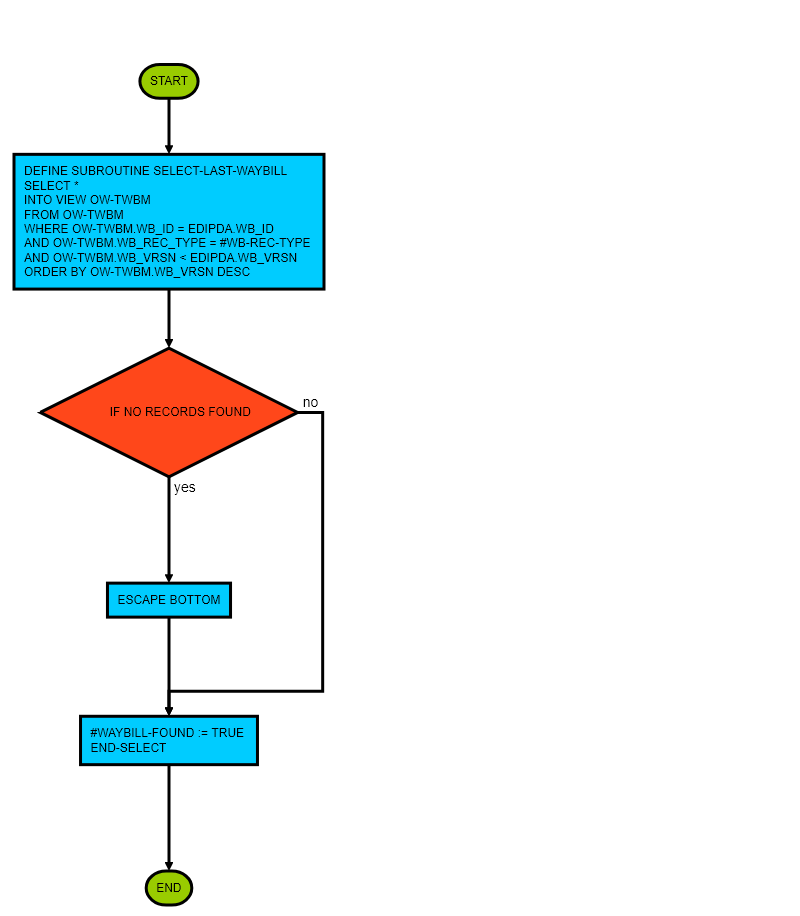 START
DEFINE SUBROUTINE SELECT-LAST-WAYBILL
SELECT *
INTO VIEW OW-TWBM
FROM OW-TWBM
WHERE OW-TWBM.WB_ID = EDIPDA.WB_ID
AND OW-TWBM.WB_REC_TYPE = #WB-REC-TYPE
AND OW-TWBM.WB_VRSN < EDIPDA.WB_VRSN
ORDER BY OW-TWBM.WB_VRSN DESC
IF NO RECORDS FOUND
no
yes
ESCAPE BOTTOM
#WAYBILL-FOUND := TRUE
END-SELECT
END